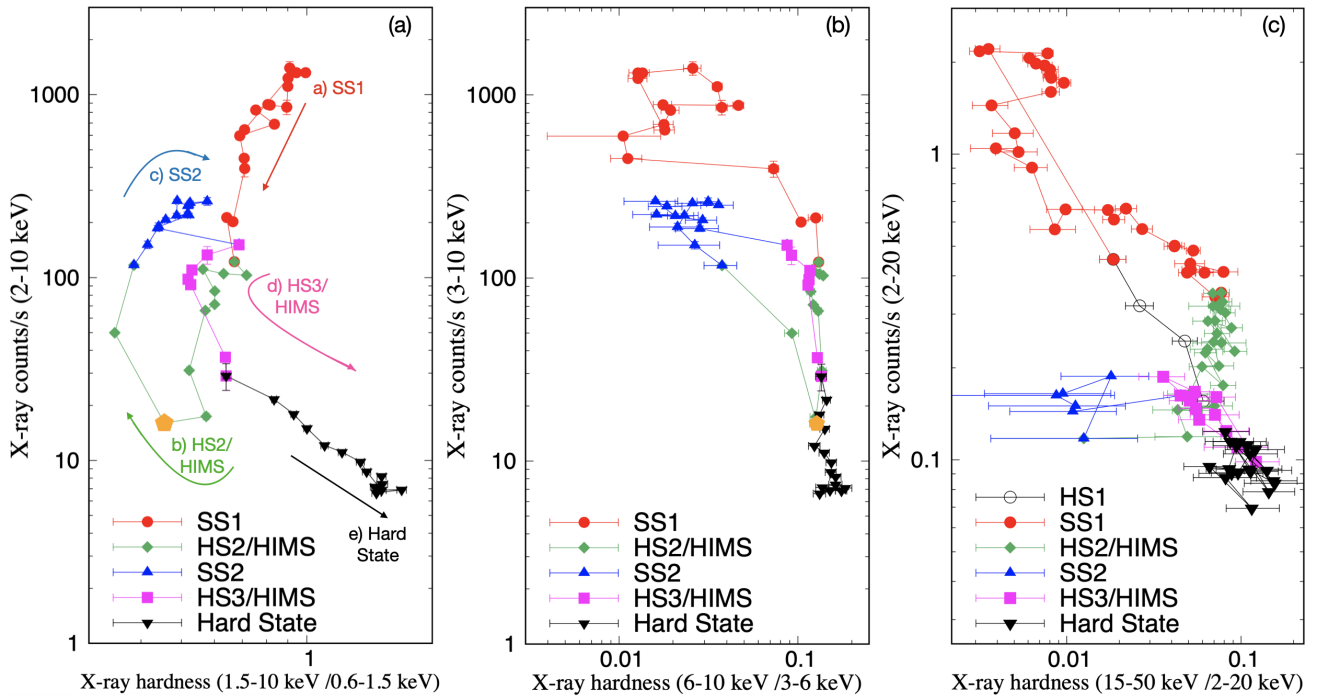 (a)
1000
100
10
1
X-ray counts/s (2-10 keV)
a) SS1
c) SS2
d) HS3/
HIMS
b) HS2/
HIMS
e) Hard
State
SS1
HS2/HIMS
SS2
HS3/HIMS
Hard State
1
X-ray hardness (1.5-10 keV /0.6-1.5 keV)
(b)
1000
100
10
1
X-ray counts/s (3-10 keV)
SS1
HS2/HIMS
SS2
HS3/HIMS
Hard State
0.01
0.1
X-ray hardness (6-10 keV /3-6 keV)
(c)
1
0.1
X-ray counts/s (2-20 keV)
HS1
SS1
HS2/HIMS
SS2
HS3/HIMS
Hard State
0.01
0.1
X-ray hardness (15-50 keV /2-20 keV)